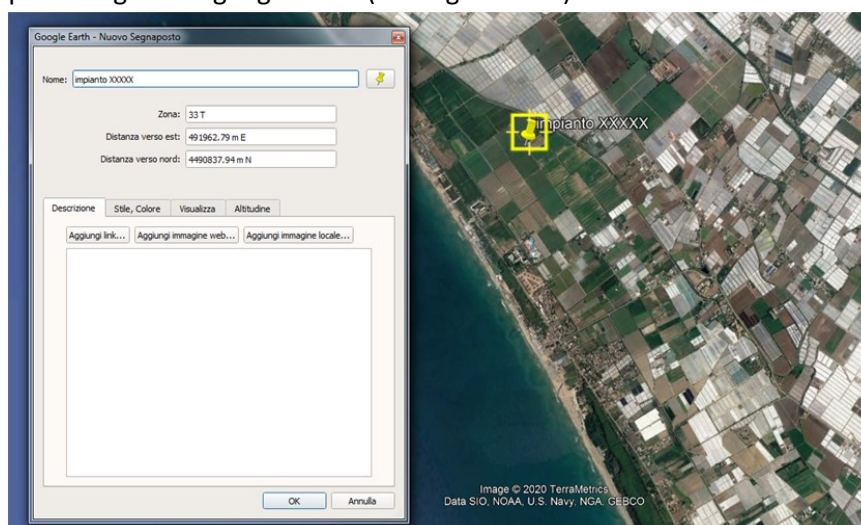 Google Earth - Nuovo Segnaposto
Nome: impianto XXXXX
Zona: 33 T
Distanza verso est: 491962.79 m E
Distanza verso nord: 4490837.94 m N
Descrizione Stile, Colore Visualizza Altitudine
Aggiungi link... Aggiungi immagine web... Aggiungi immagine locale...
OK Annulla
impianto XXXXX
Image © 2020 TerraMetrics
Data SIO, NOAA, U.S. Navy, NGA, GEBCO